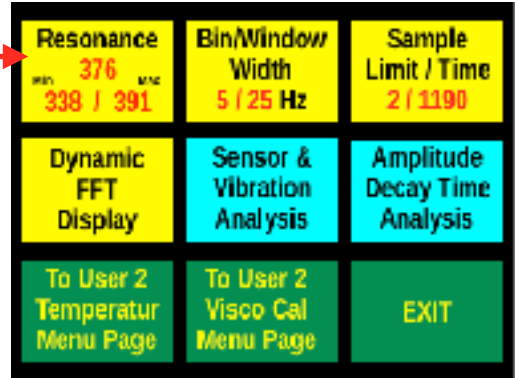 Resonance
376
Min Max
338 / 391
Bin/Window
Width
5 / 25 Hz
Sample
Limit / Time
2 / 1190
Dynamic
FFT
Display
Sensor &
Vibration
Analysis
Amplitude
Decay Time
Analysis
To User 2
Temperatur
Menu Page
To User 2
Visco Cal
Menu Page
EXIT